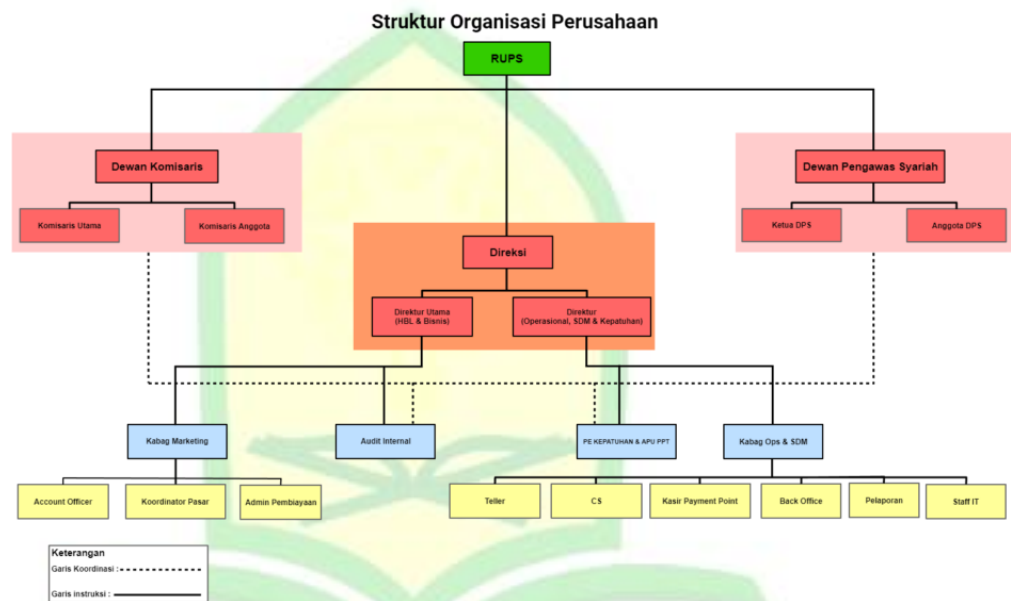 Struktur Organisasi Perusahaan
RUPS
Dewan Komisaris
Dewan Pengawas Syariah
Komisaris Utama
Komisaris Anggota
Ketua DPS
Anggota DPS
Direksi
Direktur Utama
(HBL & Bisnis)
Direktur
(Operasional, SDM & Kepatuhan)
Kabag Marketing
Audit Internal
PE KEPATUHAN & APU PPT
Kabag Ops & SDM
Account Officer
Koordinator Pasar
Admin Pembiayaan
Teller
CS
Kasir Payment Point
Back Office
Pelaporan
Staff IT
Keterangan
Garis Koordinasi :
Garis instruksi :